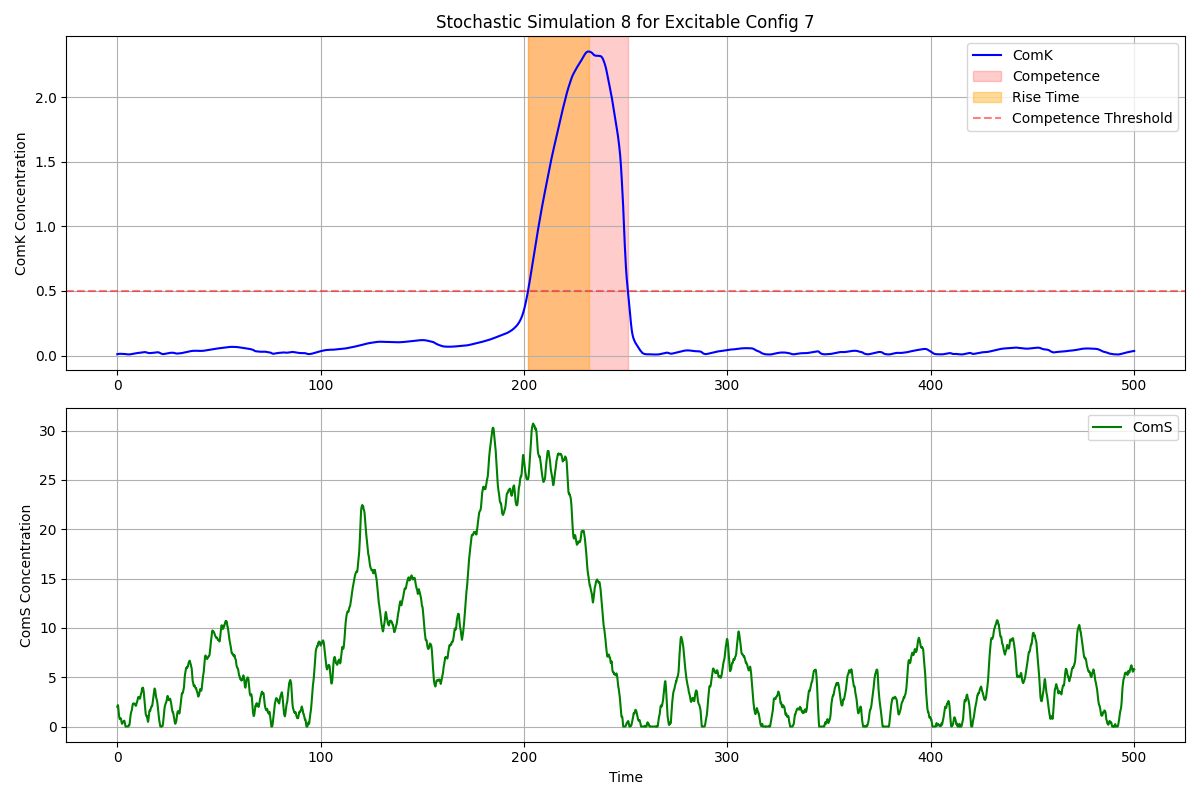 Stochastic Simulation 8 for Excitable Config 7
ComK Concentration
2.0
1.5
1.0
0.5
0.0
ComK
Competence
Rise Time
Competence Threshold
0 100 200 300 400 500
ComS Concentration
30
25
20
15
10
5
0
ComS
0 100 200 300 400 500
Time